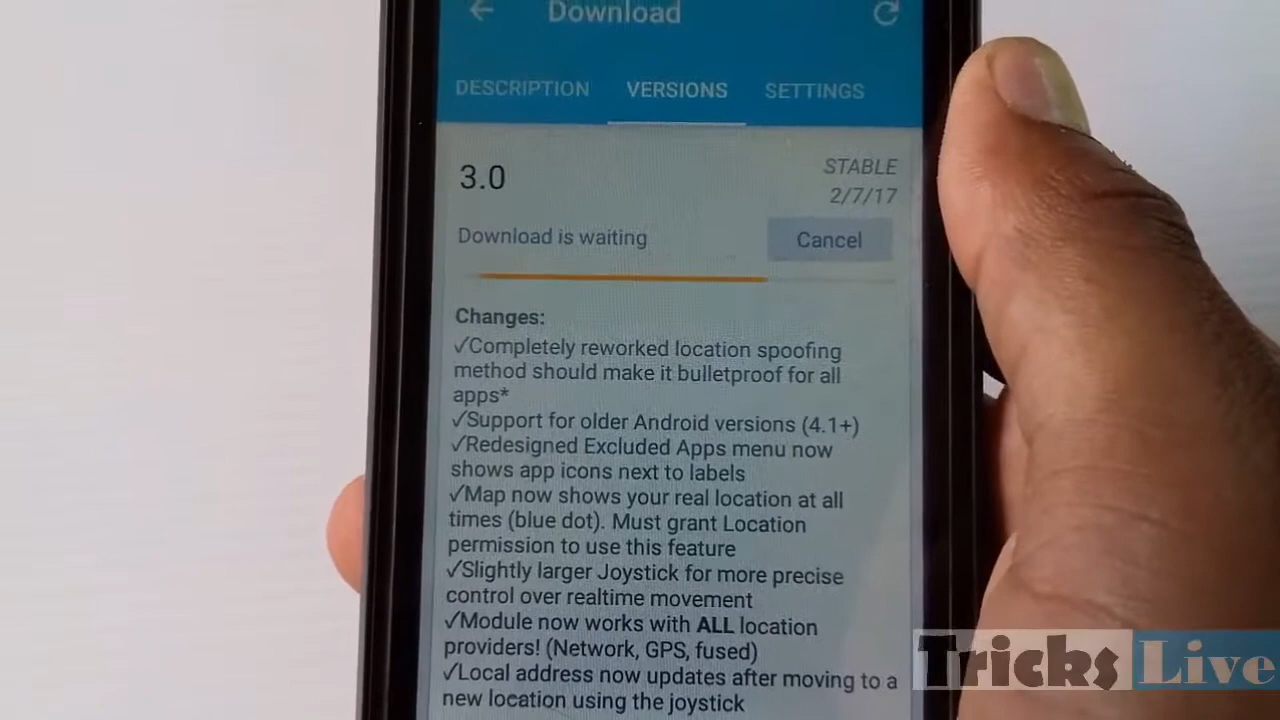 Download
DESCRIPTION VERSIONS SETTINGS
3.0
STABLE
2/7/17
Download is waiting
Cancel
Changes:
✓Completely reworked location spoofing
method should make it bulletproof for all
apps*
✓Support for older Android versions (4.1+)
✓Redesigned Excluded Apps menu now
shows app icons next to labels
✓Map now shows your real location at all
times (blue dot). Must grant Location
permission to use this feature
✓Slightly larger Joystick for more precise
control over realtime movement
✓Module now works with ALL location
providers! (Network, GPS, fused)
✓Local address now updates after moving to a
new location using the joystick
Tricks Live